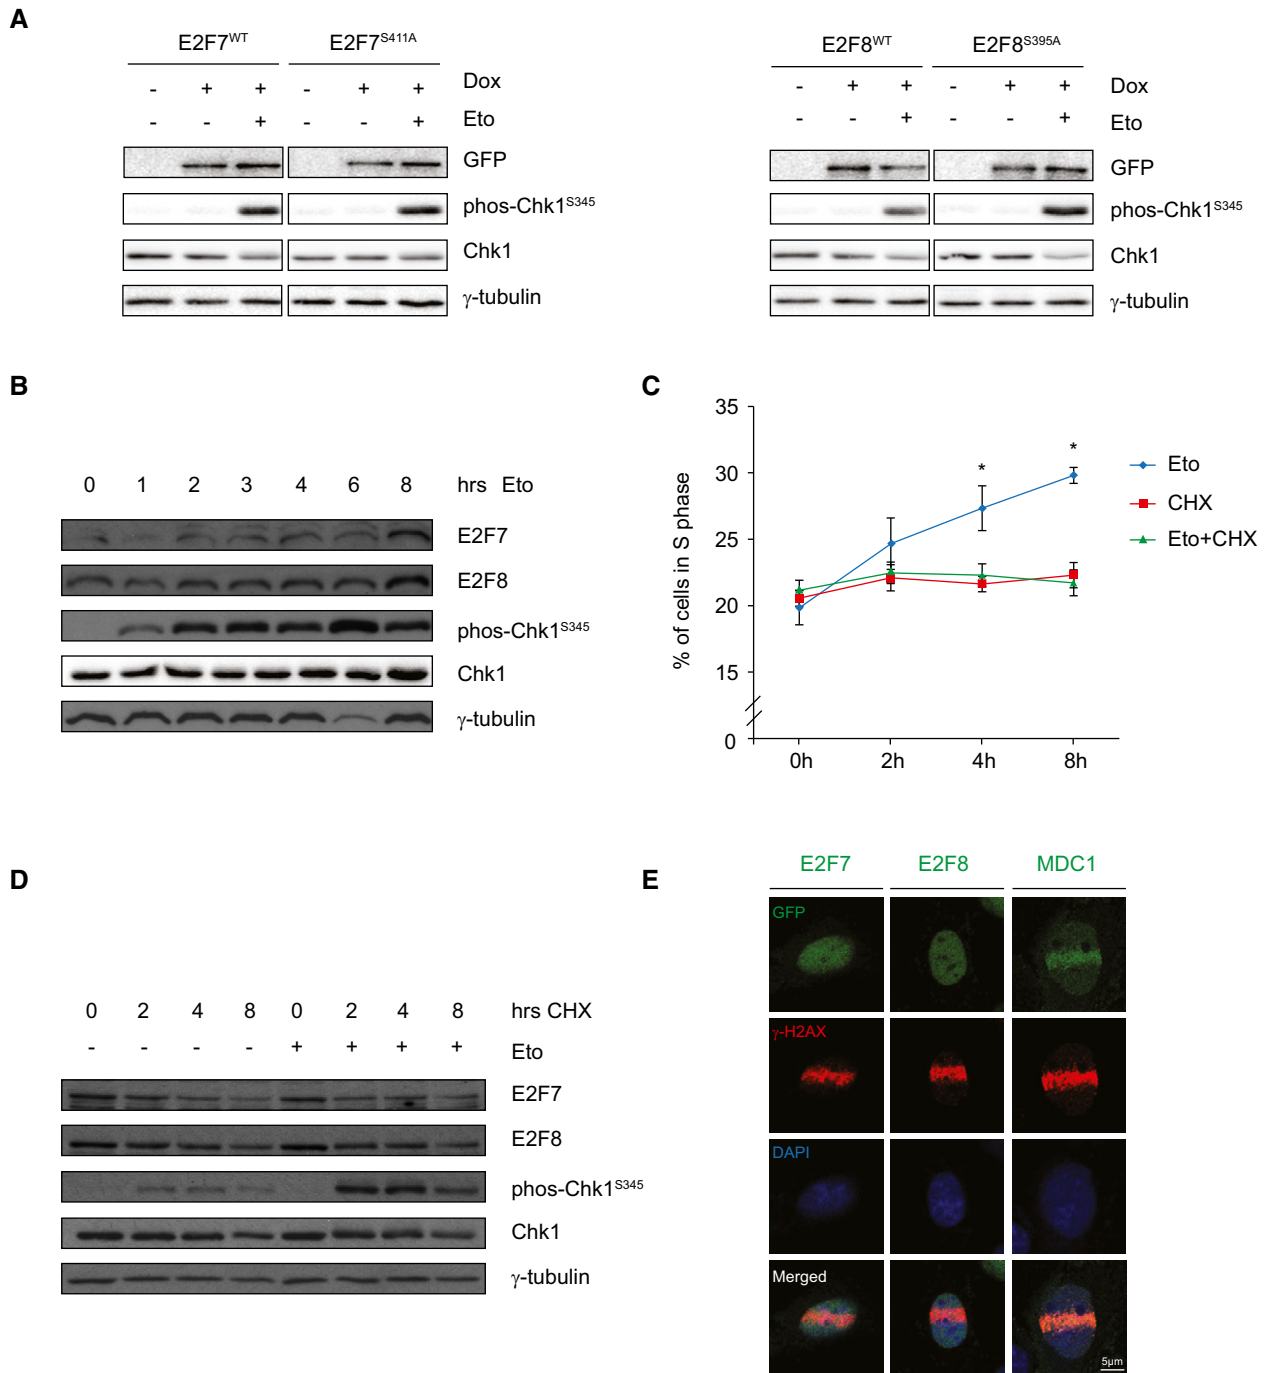 A
E2F7WT E2F7S411A
- + + - + + Dox
- - + - - + Eto
GFP
phos-Chk1S345
Chk1
γ-tubulin
E2F8WT E2F8S395A
- + + - + + Dox
- - + - - + Eto
GFP
phos-Chk1S345
Chk1
γ-tubulin
B
0 1 2 3 4 6 8 hrs Eto
E2F7
E2F8
phos-Chk1S345
Chk1
γ-tubulin
C
% of cells in S phase
35
30
25
20
15
0
0h 2h 4h 8h
*
*
Eto
CHX
Eto+CHX
D
0 2 4 8 0 2 4 8 hrs CHX
- - - - + + + + Eto
E2F7
E2F8
phos-Chk1S345
Chk1
γ-tubulin
E
E2F7 E2F8 MDC1
GFP
γ-H2AX
DAPI
Merged
5μm